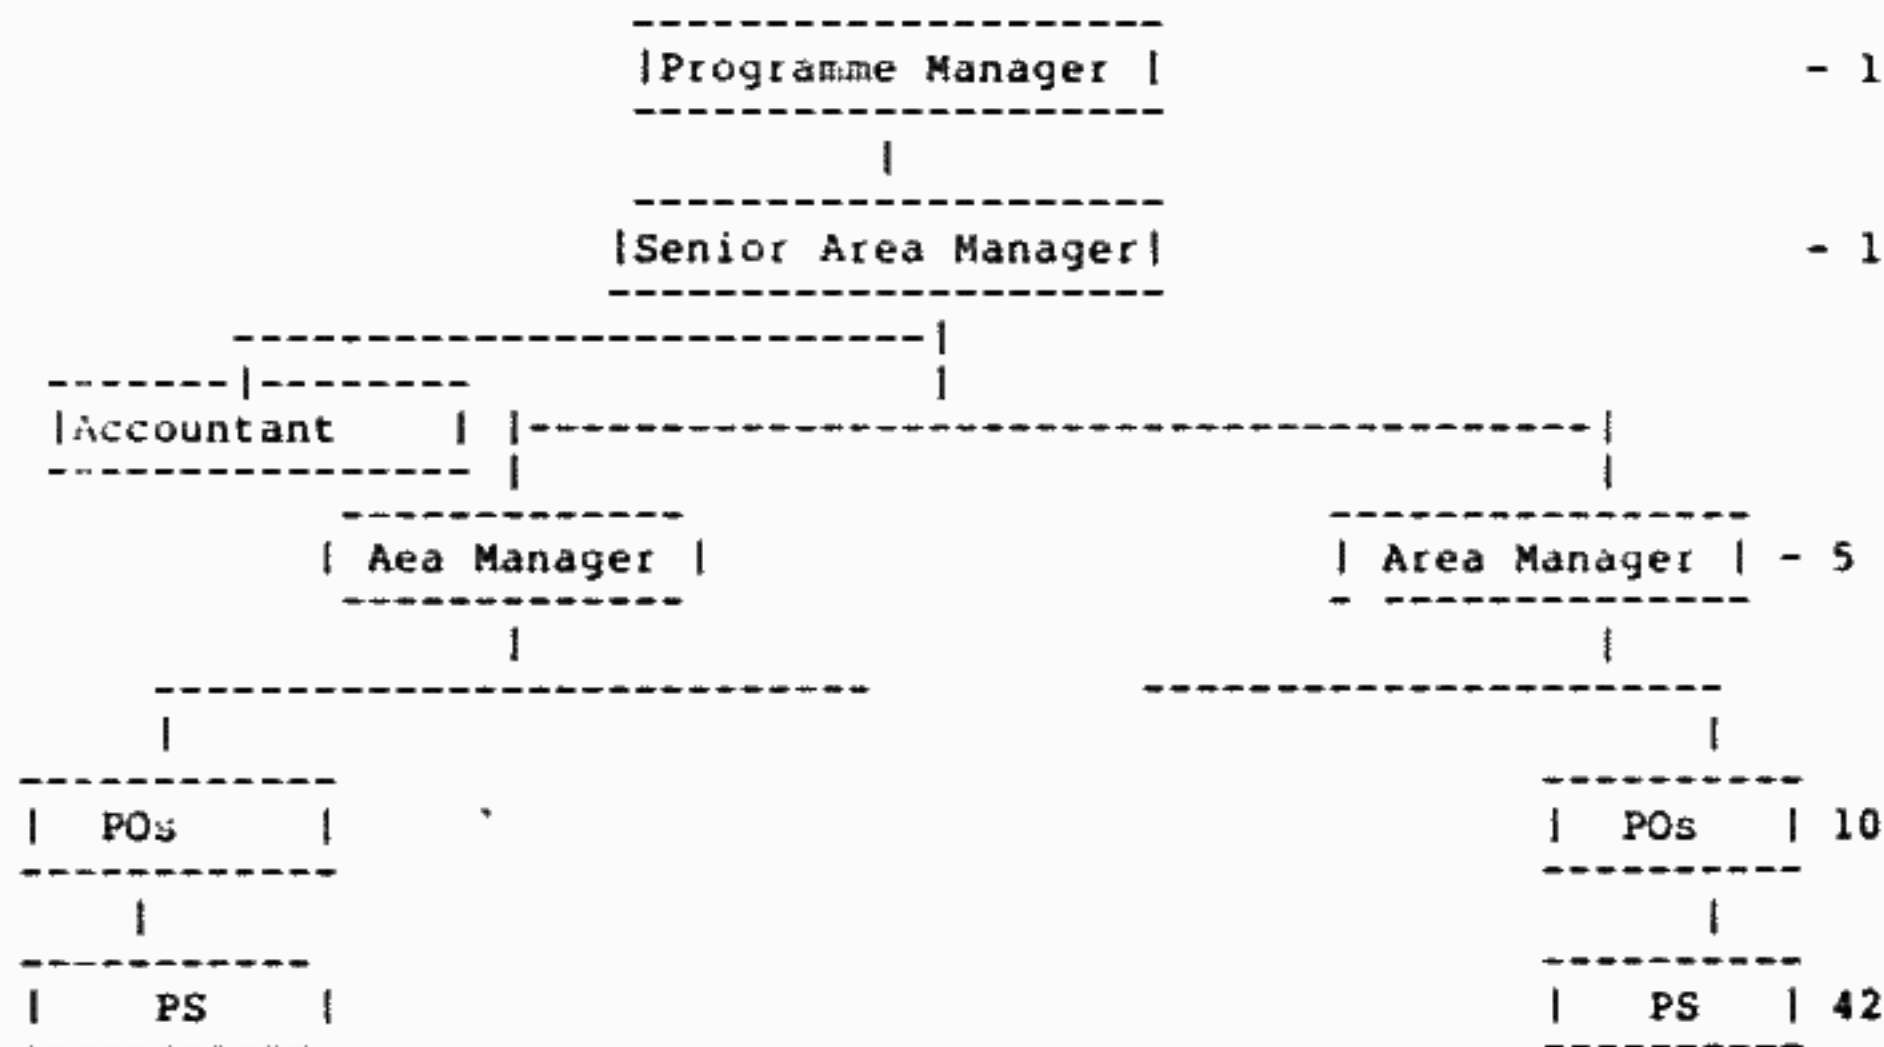 Programme Manager - 1
Senior Area Manager - 1
Accountant
Aea Manager Area Manager - 5
POs POs 10
PS PS 42